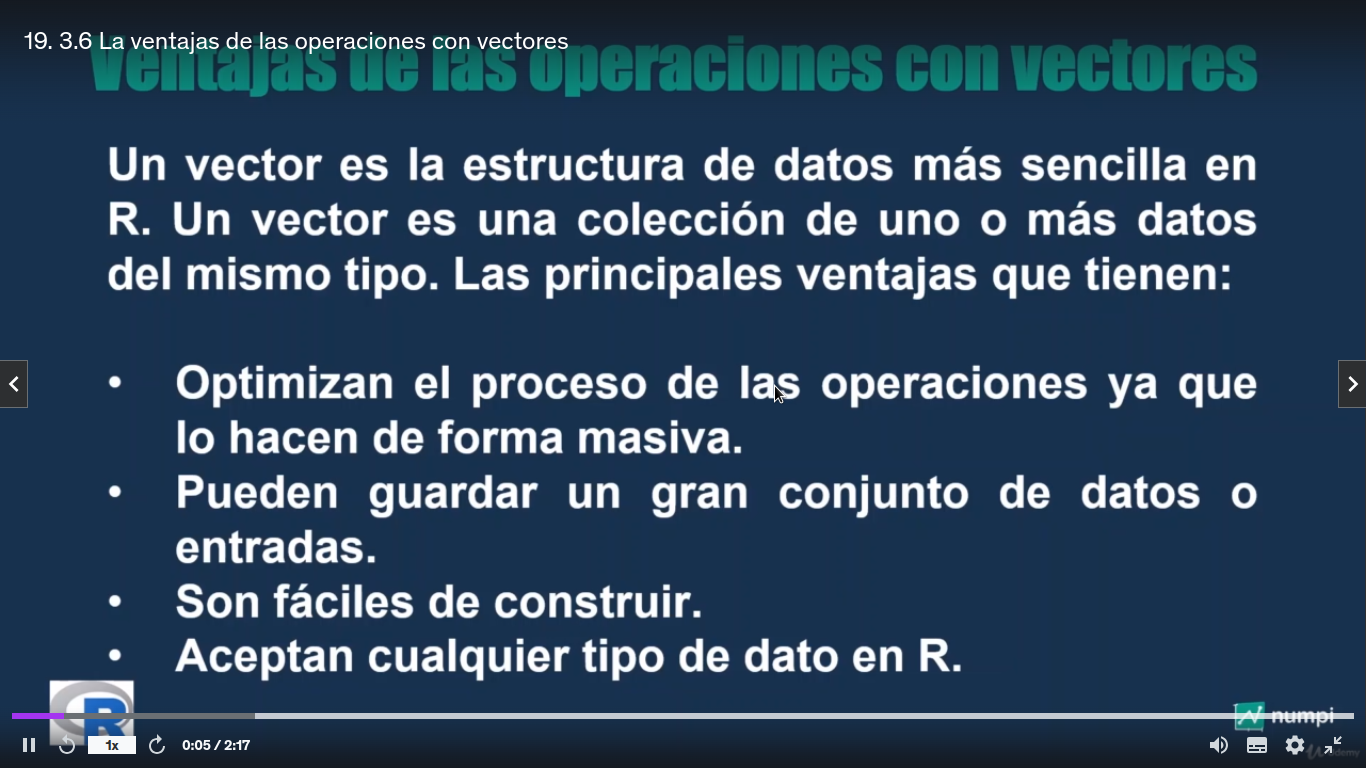 19. 3.6 La ventajas de las operaciones con vectores
Ventajas de las operaciones con vectores
Un vector es la estructura de datos más sencilla en
R. Un vector es una colección de uno o más datos
del mismo tipo. Las principales ventajas que tienen:
• Optimizan el proceso de las operaciones ya que
lo hacen de forma masiva.
• Pueden guardar un gran conjunto de datos o
entradas.
• Son fáciles de construir.
• Aceptan cualquier tipo de dato en R.
R
numpi
1x
0:05 / 2:17